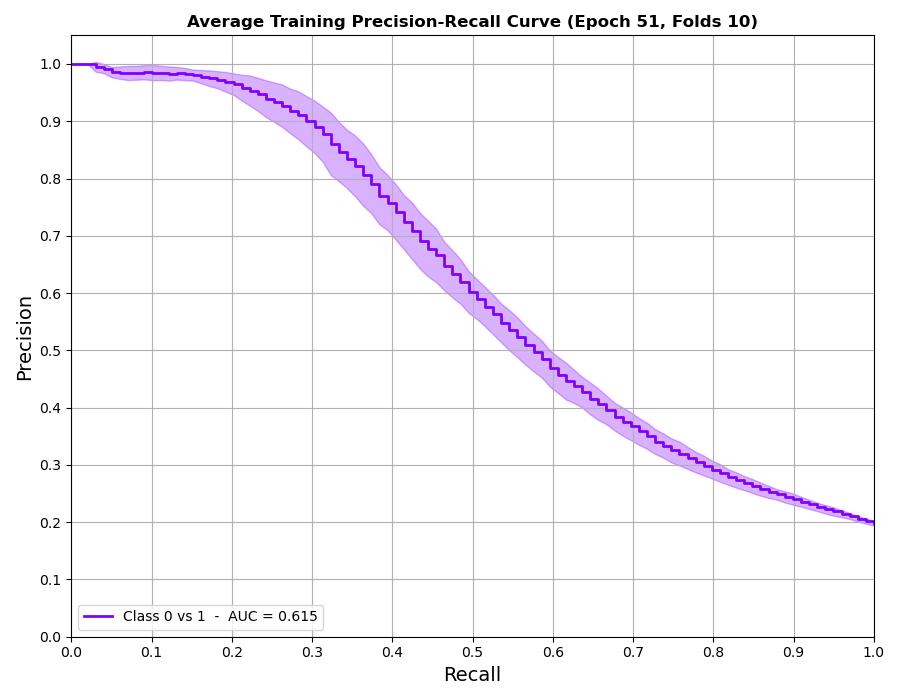 Average Training Precision-Recall Curve (Epoch 51, Folds 10)
Precision
1.0
0.9
0.8
0.7
0.6
0.5
0.4
0.3
0.2
0.1
0.0
Class 0 vs 1 - AUC = 0.615
0.0 0.1 0.2 0.3 0.4 0.5 0.6 0.7 0.8 0.9 1.0
Recall